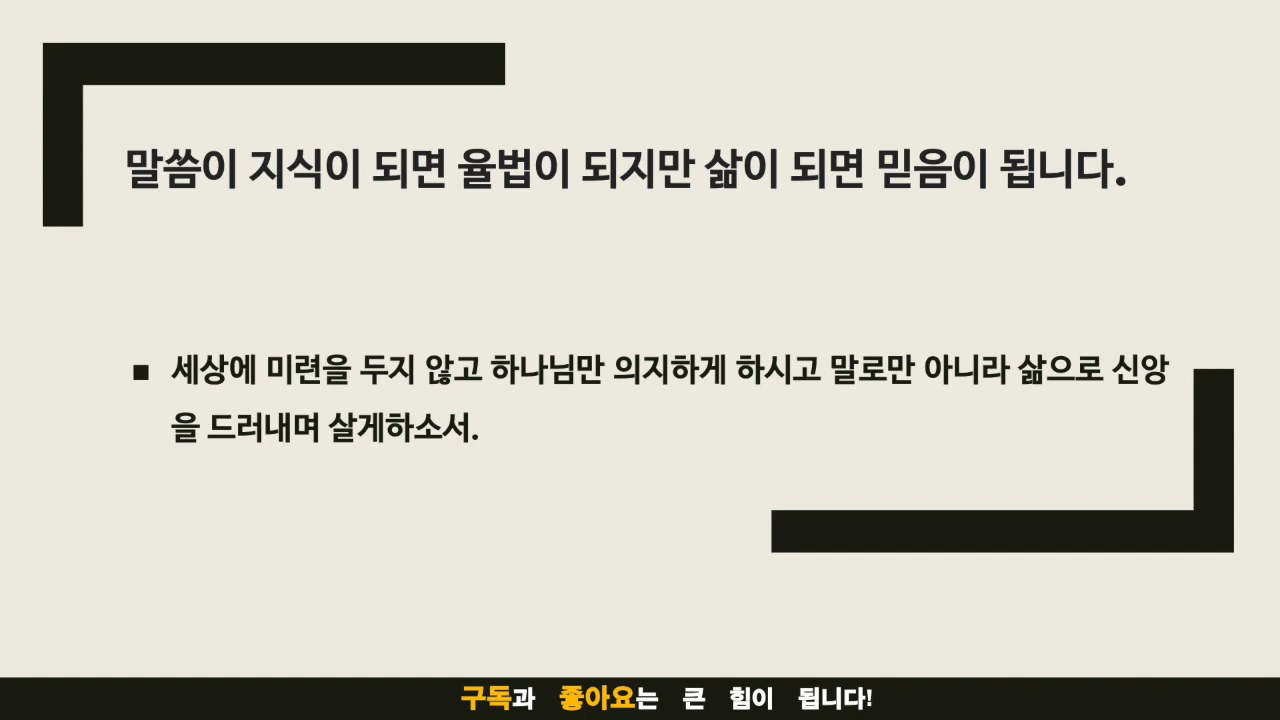 말씀이 지식이 되면 율법이 되지만 삶이 되면 믿음이 됩니다.
■ 세상에 미련을 두지 않고 하나님만 의지하게 하시고 말로만 아니라 삶으로 신앙
을 드러내며 살게하소서.
구독과 좋아요는 큰 힘이 됩니다!